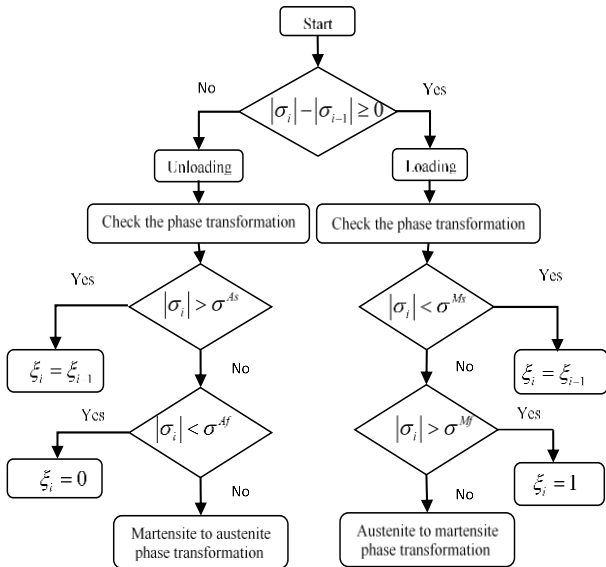 Start
No
Yes
|σ_i| − |σ_{i−1}| ≥ 0
Unloading
Loading
Check the phase transformation
Check the phase transformation
Yes
|σ_i| > σ^{As}
|σ_i| < σ^{Ms}
Yes
ξ_i = ξ_{i−1}
No
No
ξ_i = ξ_{i−1}
Yes
|σ_i| < σ^{Af}
|σ_i| > σ^{Mf}
Yes
ξ_i = 0
No
No
ξ_i = 1
Martensite to austenite
phase transformation
Austenite to martensite
phase transformation